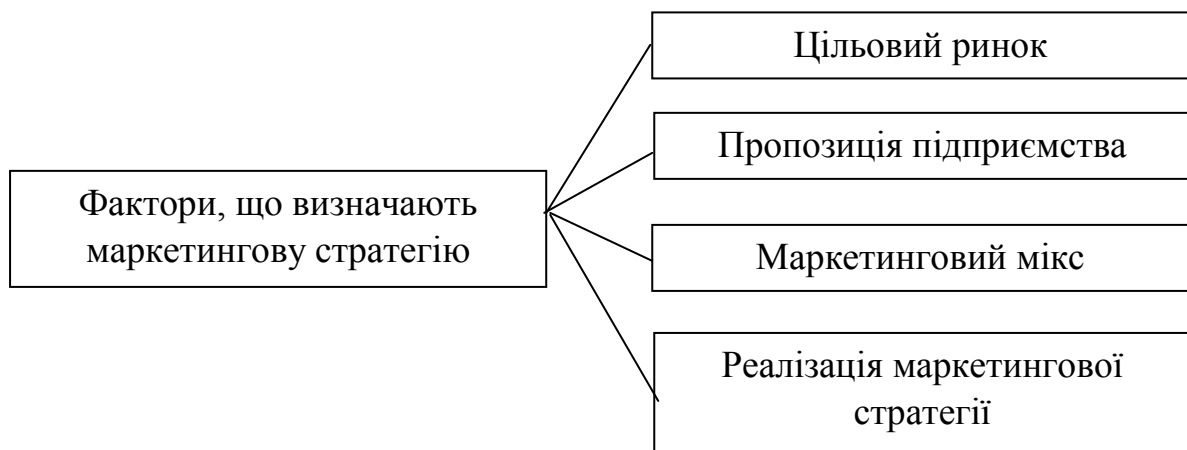 Цільовий ринок
Пропозиція підприємства
Фактори, що визначають
маркетингову стратегію
Маркетинговий мікс
Реалізація маркетингової
стратегії